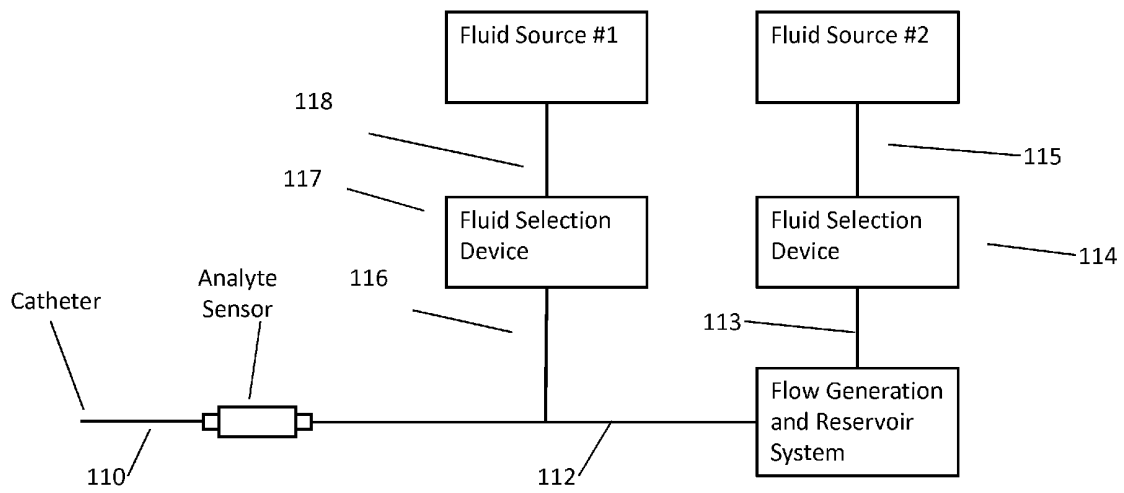 Fluid Source #1
Fluid Source #2
118
115
117
Fluid Selection
Device
Fluid Selection
Device
114
116
Analyte
Sensor
Catheter
113
Flow Generation
and Reservoir
System
110
112